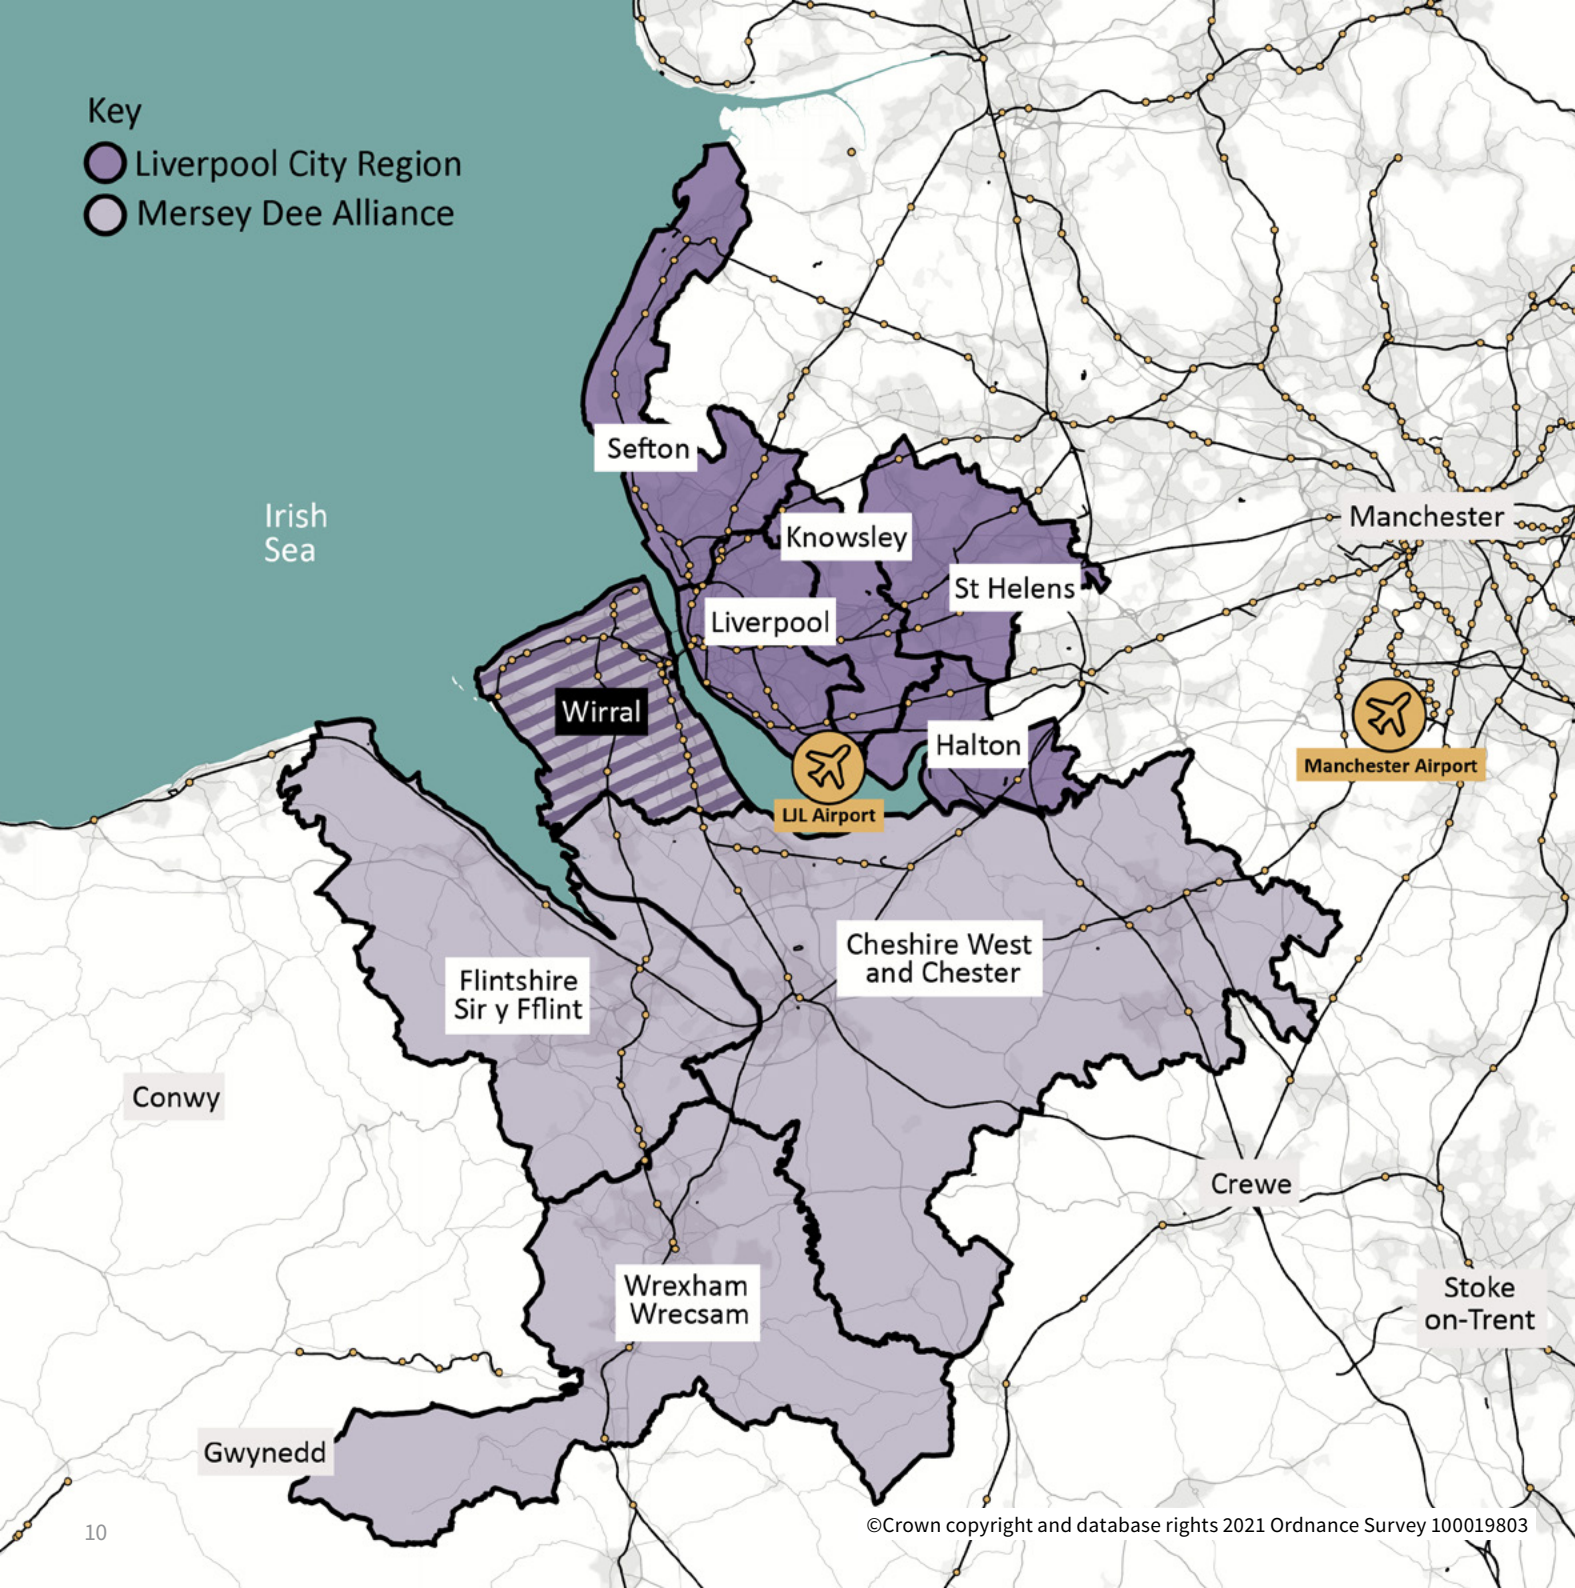 Key
Liverpool City Region
Mersey Dee Alliance
Sefton
Irish
Sea
Manchester
Knowsley
St Helens
Liverpool
Wirral
Halton
Manchester Airport
LJL Airport
Cheshire West
and Chester
Flintshire
Sir y Fflint
Conwy
Crewe
Wrexham
Wrecsam
Stoke
on-Trent
Gwynedd
10
©Crown copyright and database rights 2021 Ordnance Survey 100019803